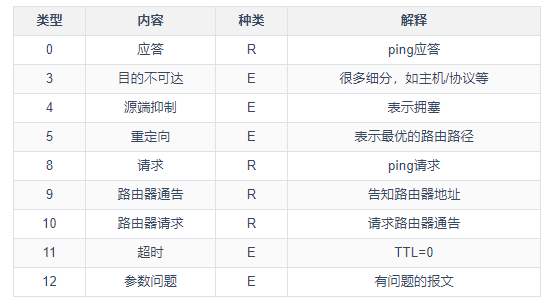 类型 内容 种类 解释
0 应答 R ping应答
3 目的不可达 E 很多细分，如主机/协议等
4 源端抑制 E 表示拥塞
5 重定向 E 表示最优的路由路径
8 请求 R ping请求
9 路由器通告 R 告知路由器地址
10 路由器请求 R 请求路由器通告
11 超时 E TTL=0
12 参数问题 E 有问题的报文